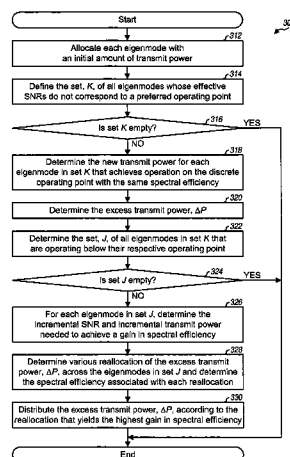 Start
30
312
Allocate each eigenmode with
an initial amount of transmit power
314
Define the set, K, of all eigenmodes whose effective
SNRs do not correspond to a preferred operating point
316
Is set K empty?
YES
NO
318
Determine the new transmit power for each
eigenmode in set K that achieves operation on the
discrete operating point with the same spectral efficiency
320
Determine the excess transmit power, ΔP
322
Determine the set, J, of all eigenmodes in set K that
are operating below their respective operating point
324
Is set J empty?
YES
NO
326
For each eigenmode in set J, determine the
incremental SNR and incremental transmit power
needed to achieve a gain in spectral efficiency
328
Determine various reallocation of the excess transmit
power, ΔP, across the eigenmodes in set J and determine
the spectral efficiency associated with each reallocation
330
Distribute the excess transmit power, ΔP, according to the
reallocation that yields the highest gain in spectral efficiency
End